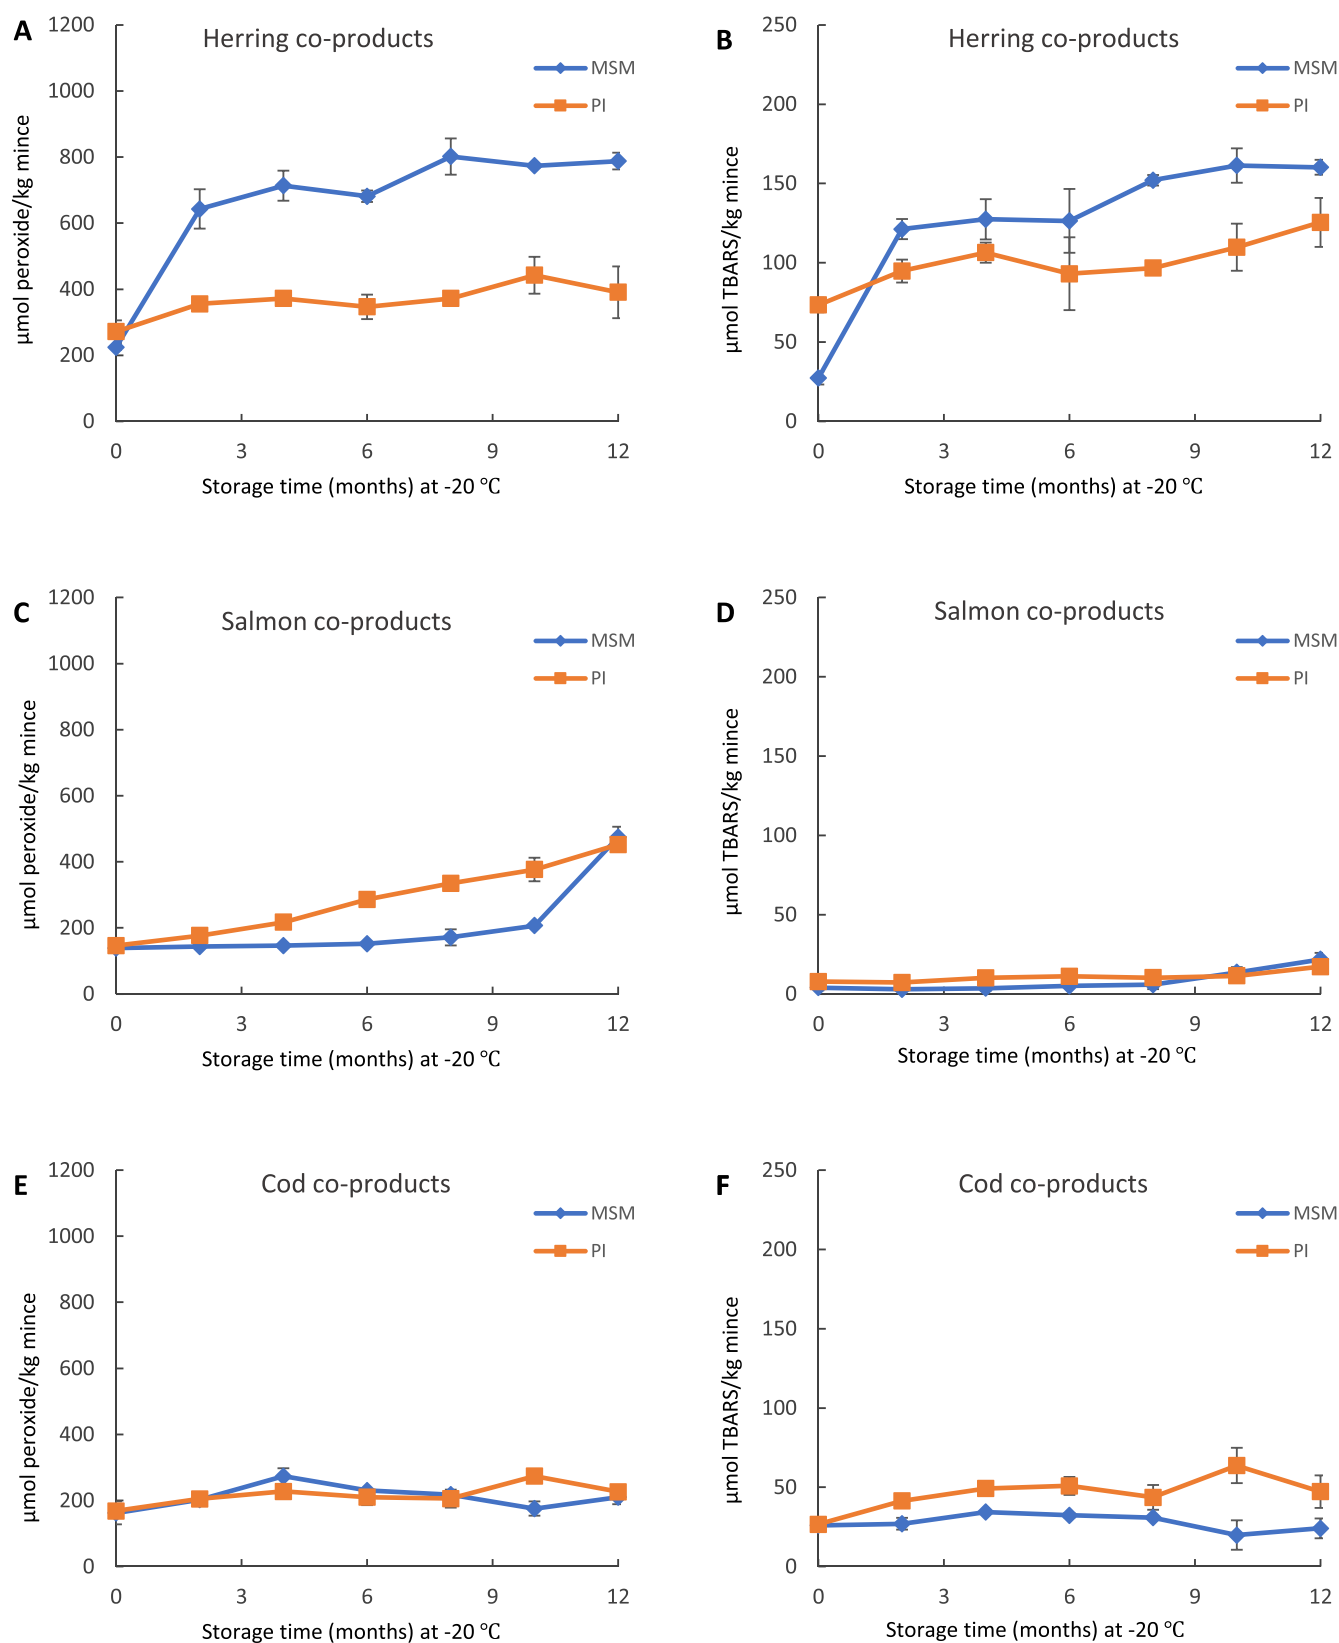 A
Herring co-products
MSM
PI
1200
1000
800
600
400
200
0
µmol peroxide/kg mince
0 3 6 9 12
Storage time (months) at -20 °C
B
Herring co-products
MSM
PI
250
200
150
100
50
0
µmol TBARS/kg mince
0 3 6 9 12
Storage time (months) at -20 °C
C
Salmon co-products
MSM
PI
1200
1000
800
600
400
200
0
µmol peroxide/kg mince
0 3 6 9 12
Storage time (months) at -20 °C
D
Salmon co-products
MSM
PI
250
200
150
100
50
0
µmol TBARS/kg mince
0 3 6 9 12
Storage time (months) at -20 °C
E
Cod co-products
MSM
PI
1200
1000
800
600
400
200
0
µmol peroxide/kg mince
0 3 6 9 12
Storage time (months) at -20 °C
F
Cod co-products
MSM
PI
250
200
150
100
50
0
µmol TBARS/kg mince
0 3 6 9 12
Storage time (months) at -20 °C